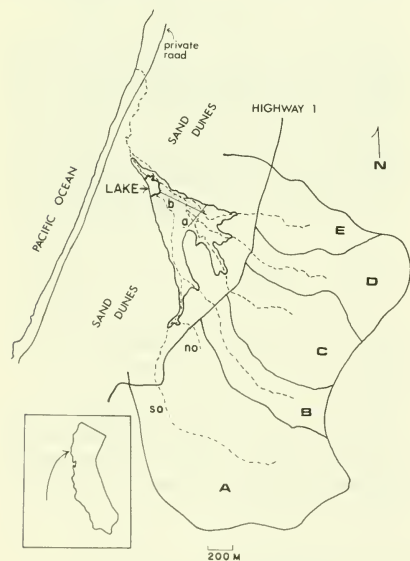 private
road
SAND
DUNES
HIGHWAY 1
N
PACIFIC OCEAN
LAKE
b
a
E
D
SAND
DUNES
C
no
B
so
A
200 M